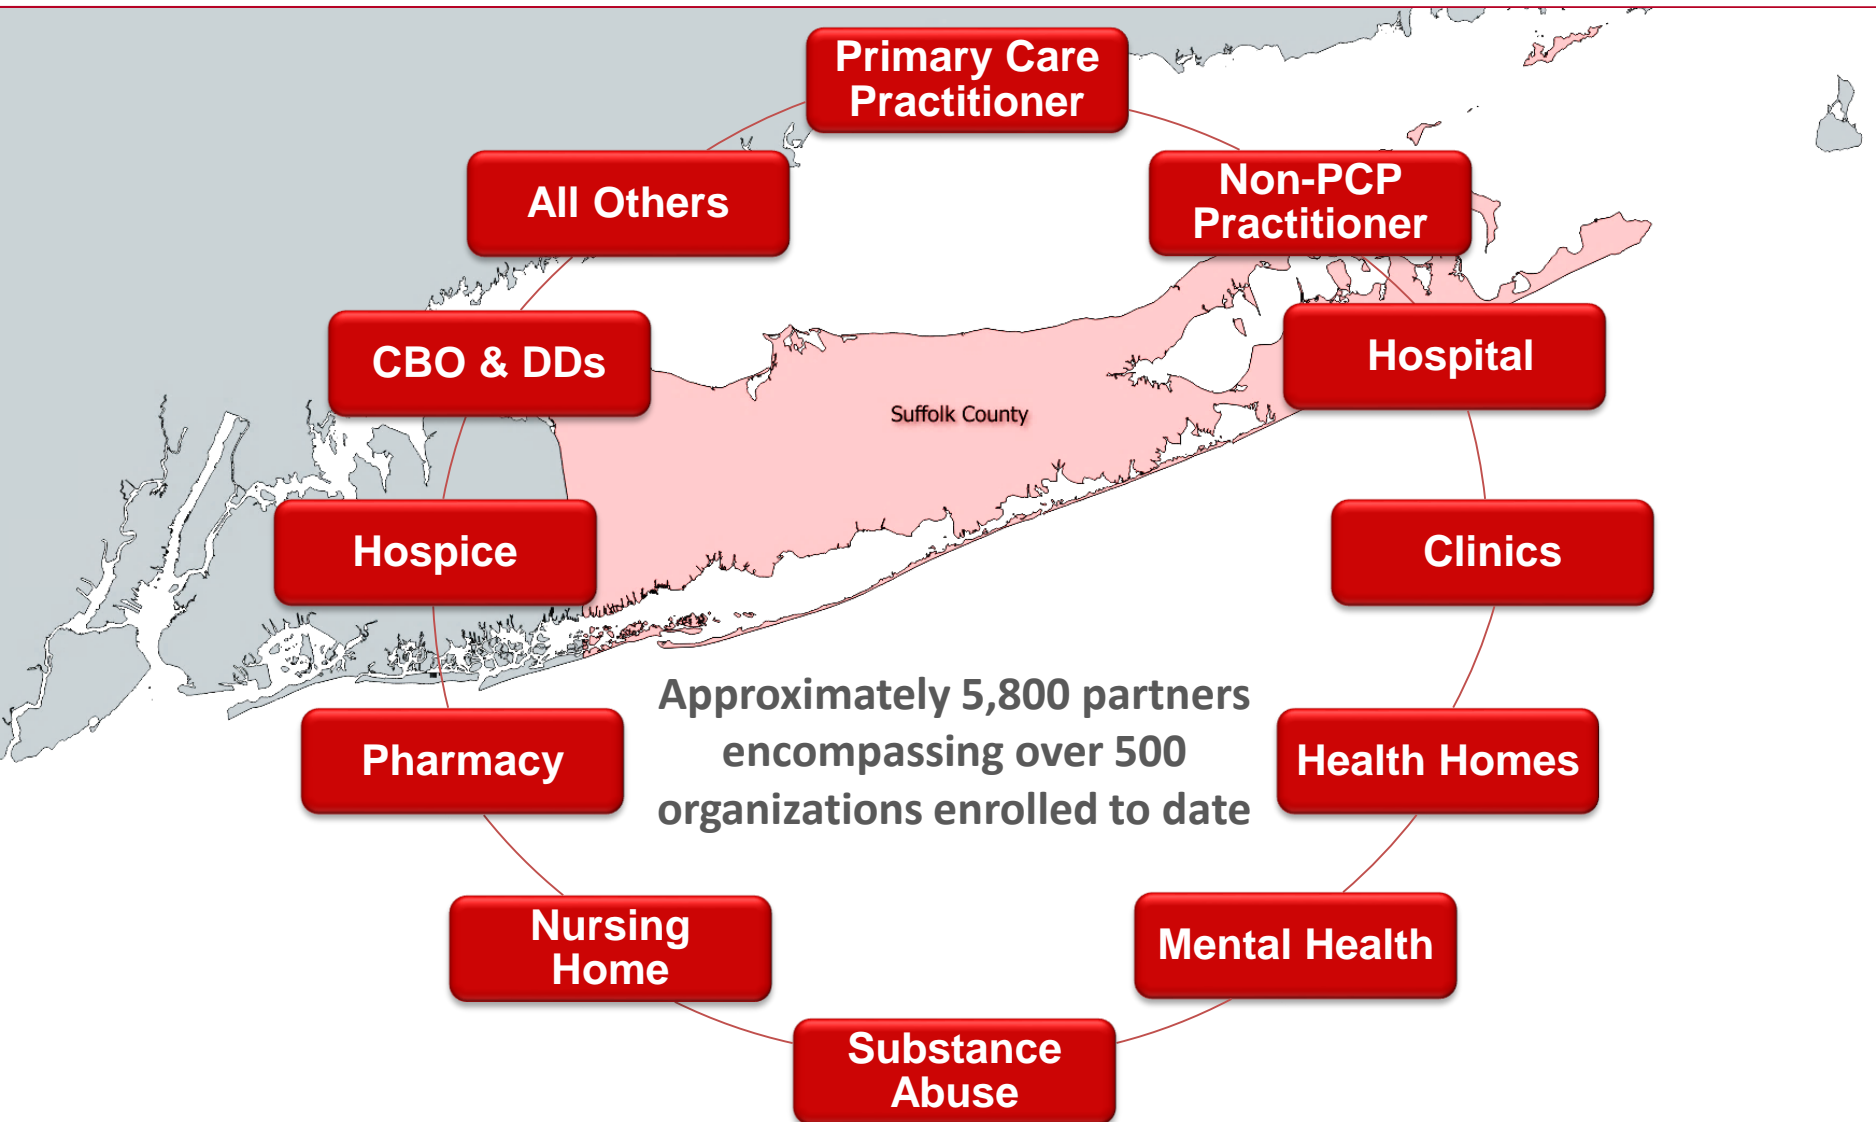 Primary Care
Practitioner
All Others
Non-PCP
Practitioner
CBO & DDs
Hospital
Suffolk County
Hospice
Clinics
Approximately 5,800 partners
encompassing over 500
organizations enrolled to date
Pharmacy
Health Homes
Nursing
Home
Mental Health
Substance
Abuse